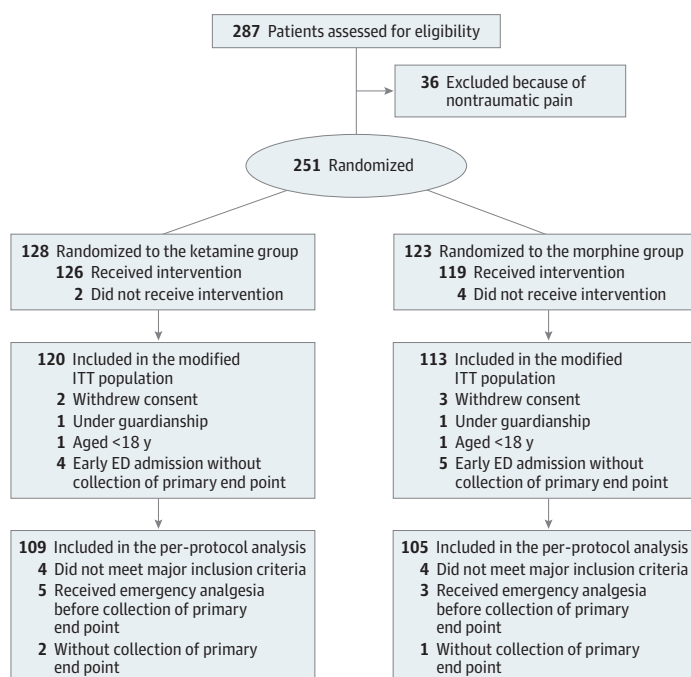 287 Patients assessed for eligibility
36 Excluded because of
nontraumatic pain
251 Randomized
128 Randomized to the ketamine group
126 Received intervention
2 Did not receive intervention
123 Randomized to the morphine group
119 Received intervention
4 Did not receive intervention
120 Included in the modified
ITT population
2 Withdrew consent
1 Under guardianship
1 Aged <18 y
4 Early ED admission without
collection of primary end point
113 Included in the modified
ITT population
3 Withdrew consent
1 Under guardianship
1 Aged <18 y
5 Early ED admission without
collection of primary end point
109 Included in the per-protocol analysis
4 Did not meet major inclusion criteria
5 Received emergency analgesia
before collection of primary
end point
2 Without collection of primary
end point
105 Included in the per-protocol analysis
4 Did not meet major inclusion criteria
3 Received emergency analgesia
before collection of primary
end point
1 Without collection of primary
end point